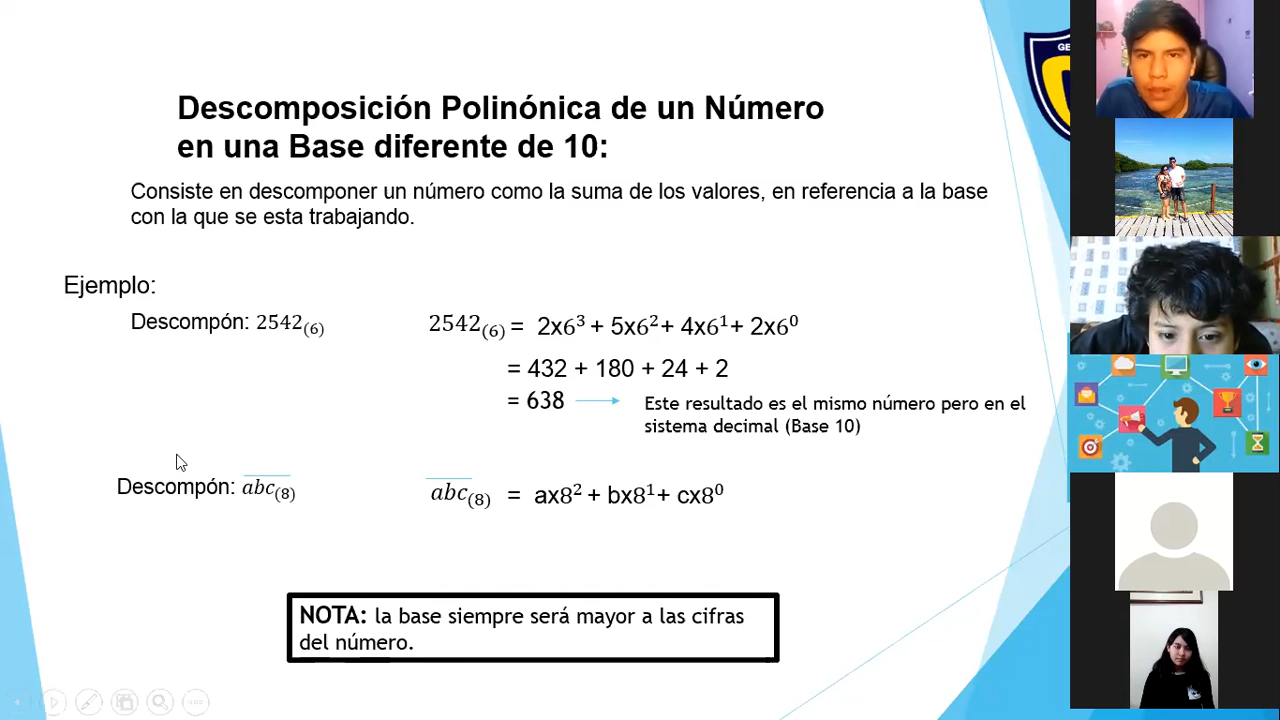 GE
Descomposición Polinónica de un Número
en una Base diferente de 10:
Consiste en descomponer un número como la suma de los valores, en referencia a la base
con la que se esta trabajando.
Ejemplo:
Descompón: 2542₍₆₎ 2542₍₆₎ = 2x6³ + 5x6² + 4x6¹+ 2x6⁰
= 432 + 180 + 24 + 2
= 638
Este resultado es el mismo número pero en el
sistema decimal (Base 10)
Descompón: a̅b̅c̅₍₈₎ a̅b̅c̅₍₈₎ = ax8² + bx8¹+ cx8⁰
NOTA: la base siempre será mayor a las cifras
del número.